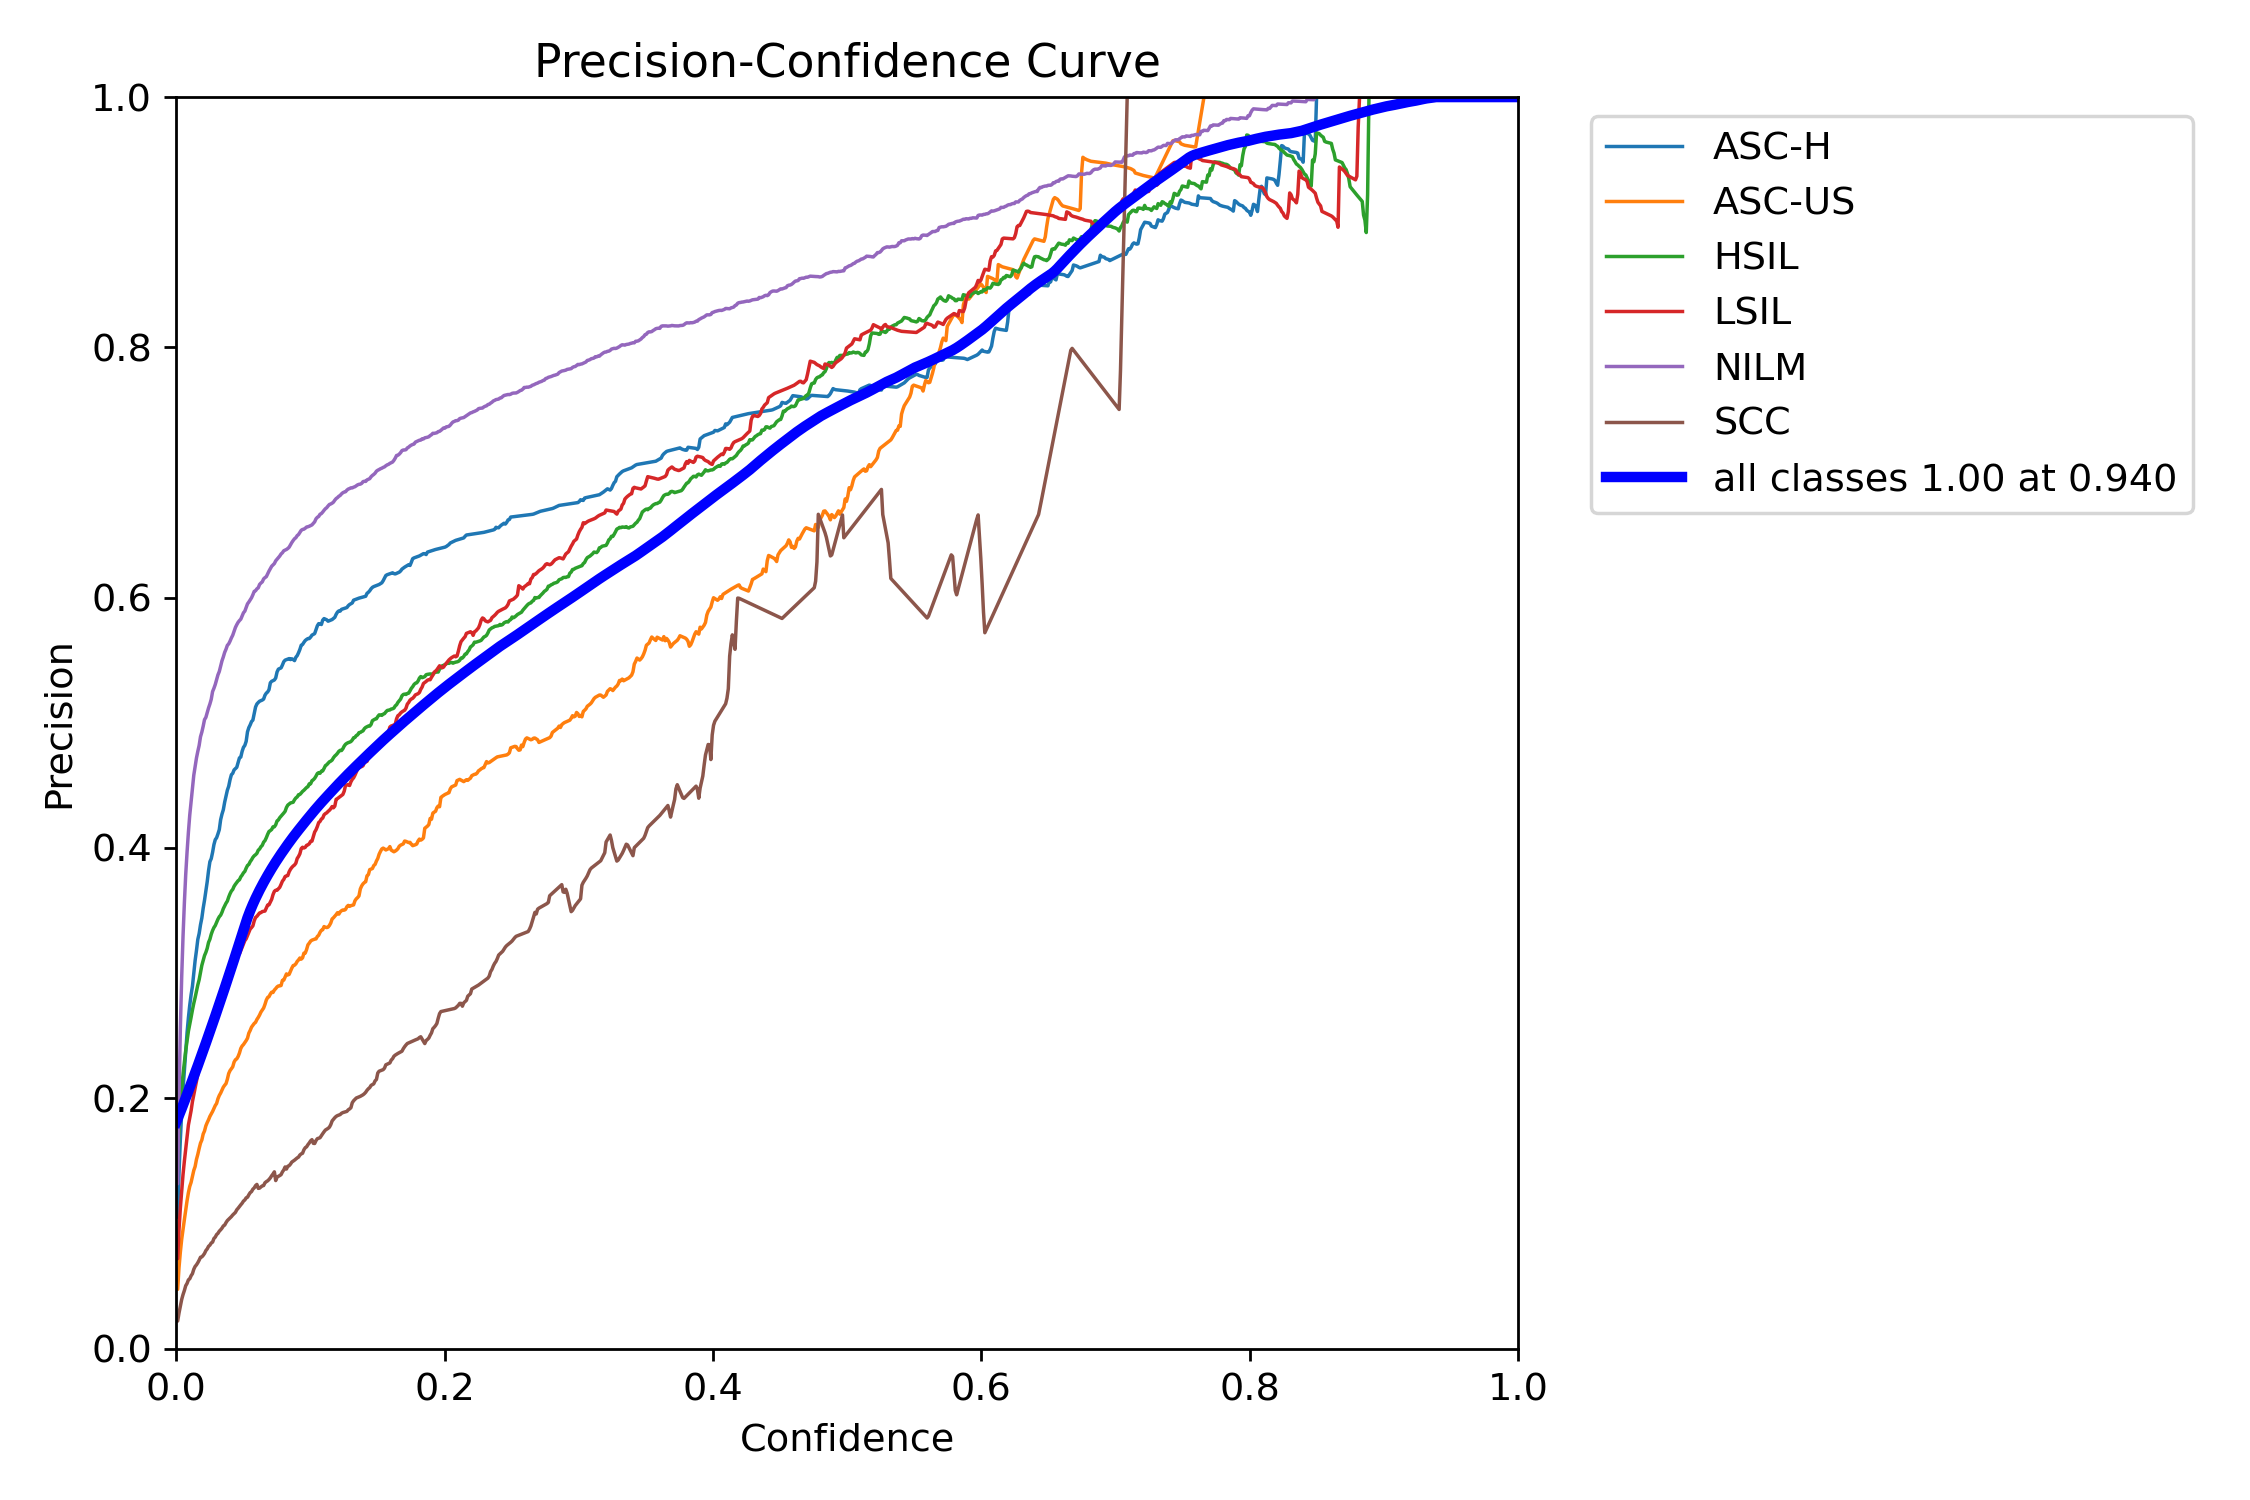 Precision-Confidence Curve
1.0
0.8
0.6
0.4
0.2
0.0
Precision
0.0 0.2 0.4 0.6 0.8 1.0
Confidence
ASC-H
ASC-US
HSIL
LSIL
NILM
SCC
all classes 1.00 at 0.940